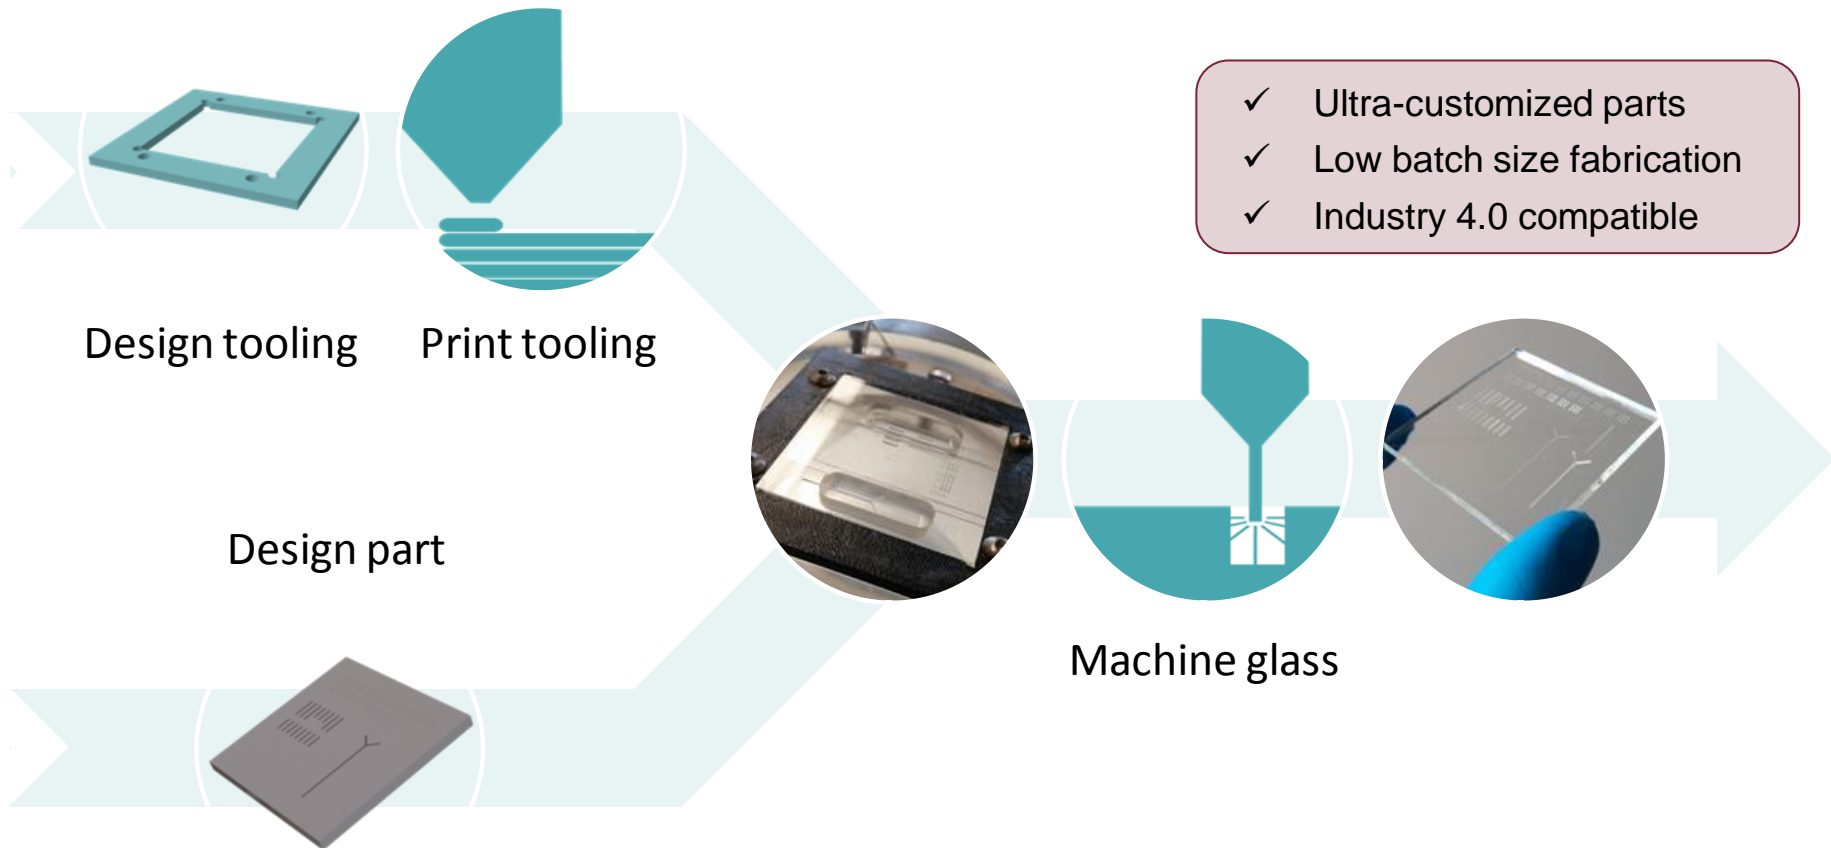 ✓ Ultra-customized parts
✓ Low batch size fabrication
✓ Industry 4.0 compatible
Design tooling
Print tooling
Design part
Machine glass